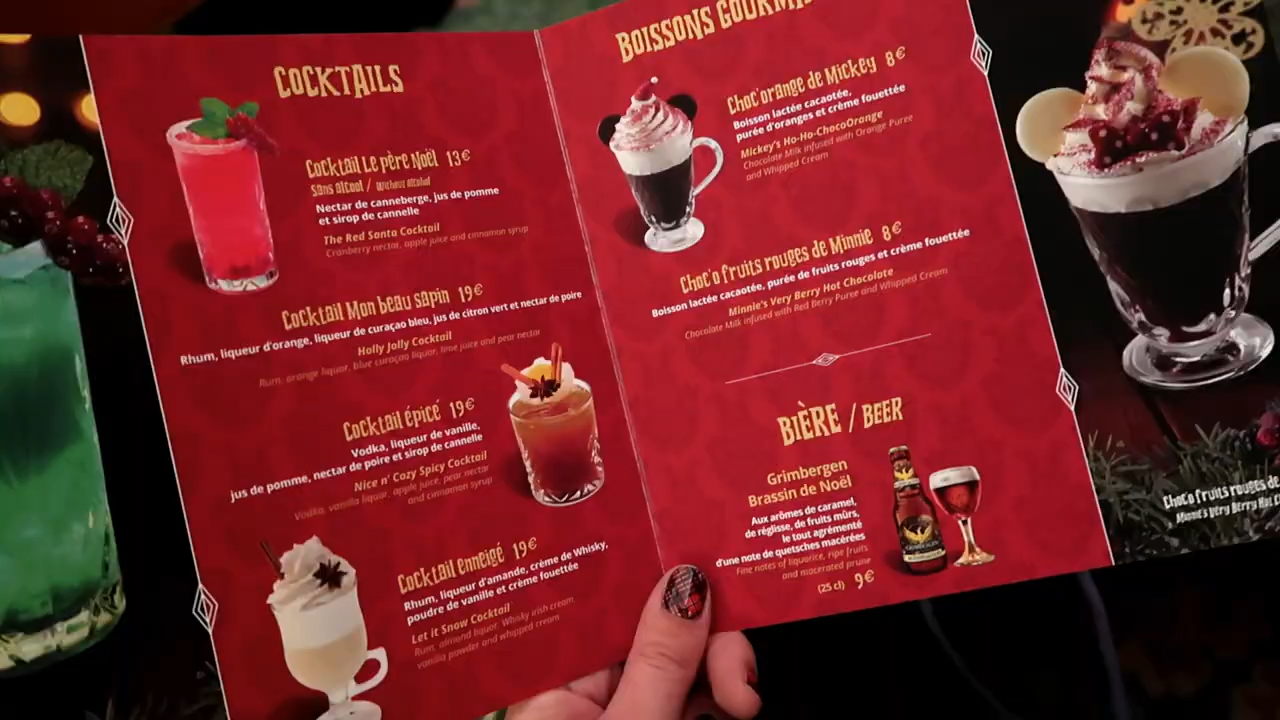 COCKTAILS
Cocktail Le père Noël 13€
sans alcool / without alcohol
Nectar de canneberge, jus de pomme
et sirop de cannelle
The Red Santa Cocktail
Cranberry nectar, apple juice and cinnamon syrup
Cocktail Mon beau sapin 19€
Rhum, liqueur d'orange, liqueur de curaçao bleu, jus de citron vert et nectar de poire
Holly Jolly Cocktail
Rum, orange liquor, blue curaçao liquor, lime juice and pear nectar
Cocktail épicé 19€
Vodka, liqueur de vanille,
jus de pomme, nectar de poire et sirop de cannelle
Nice n' Cozy Spicy Cocktail
Vodka, vanilla liquor, apple juice, pear nectar
and cinnamon syrup
Cocktail enneigé 19€
Rhum, liqueur d'amande, crème de Whisky,
poudre de vanille et crème fouettée
Let it Snow Cocktail
Rum, almond liquor, Whisky irish cream,
vanilla powder and whipped cream
BOISSONS
Choc'orange de Mickey 8€
Boisson lactée cacaotée,
purée d'oranges et crème fouettée
Mickey's Ho-Ho-ChocoOrange
Chocolate Milk infused with Orange Puree
and Whipped Cream
Choc'o fruits rouges de Minnie 8€
Boisson lactée cacaotée, purée de fruits rouges et crème fouettée
Minnie's Very Berry Hot Chocolate
Chocolate Milk infused with Red Berry Puree and Whipped Cream
BIÈRE / BEER
Grimbergen
Brassin de Noël
Aux arômes de caramel,
de réglisse, de fruits mûrs,
le tout agrémenté
d'une note de quetsches macérées
Fine notes of liquorice, ripe fruits
and macerated prune
(25 cl) 9€
GRIMBERGEN
Choc'o fruits rouges de
Minnie's Very Berry Hot